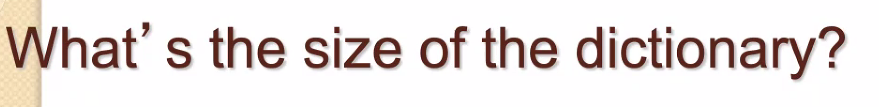 What’s the size of the dictionary?